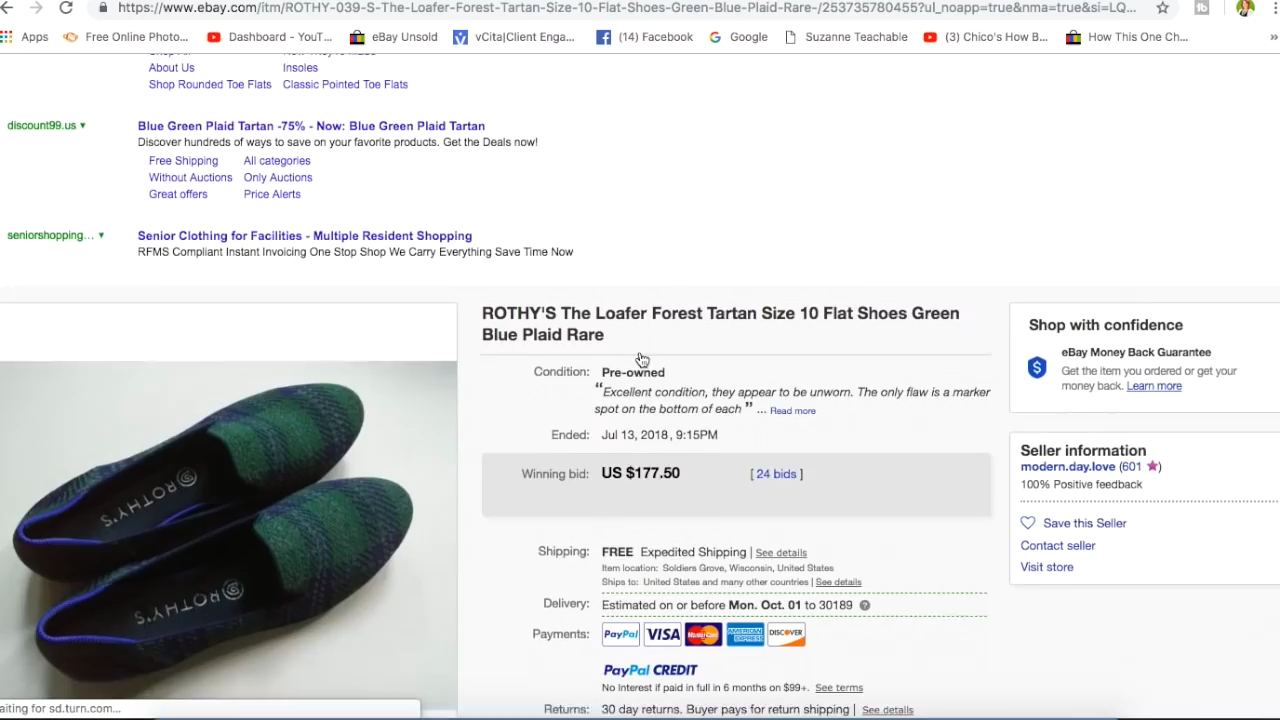 https://www.ebay.com/itm/ROTHY-039-S-The-Loafer-Forest-Tartan-Size-10-Flat-Shoes-Green-Blue-Plaid-Rare-/253735780455?ul_noapp=true&nma=true&si=LQ...
Apps Free Online Photo... Dashboard - YouT... eBay Unsold vCita|Client Enga... (14) Facebook Google Suzanne Teachable (3) Chico's How B... How This One Ch... »
About Us Insoles
Shop Rounded Toe Flats Classic Pointed Toe Flats
discount99.us Blue Green Plaid Tartan -75% - Now: Blue Green Plaid Tartan
Discover hundreds of ways to save on your favorite products. Get the Deals now!
Free Shipping All categories
Without Auctions Only Auctions
Great offers Price Alerts
seniorshopping... Senior Clothing for Facilities - Multiple Resident Shopping
RFMS Compliant Instant Invoicing One Stop Shop We Carry Everything Save Time Now
ROTHY'S The Loafer Forest Tartan Size 10 Flat Shoes Green
Blue Plaid Rare
Condition: Pre-owned
“Excellent condition, they appear to be unworn. The only flaw is a marker
spot on the bottom of each ” ... Read more
Ended: Jul 13, 2018 , 9:15PM
Winning bid: US $177.50 [ 24 bids ]
Shipping: FREE Expedited Shipping | See details
Item location: Soldiers Grove, Wisconsin, United States
Ships to: United States and many other countries | See details
Delivery: Estimated on or before Mon. Oct. 01 to 30189 ?
Payments: PayPal VISA MasterCard AMERICAN EXPRESS DISCOVER
PayPal CREDIT
No Interest if paid in full in 6 months on $99+. See terms
Returns: 30 day returns. Buyer pays for return shipping | See details
Shop with confidence
eBay Money Back Guarantee
Get the item you ordered or get your
money back. Learn more
Seller information
modern.day.love (601 )
100% Positive feedback
Save this Seller
Contact seller
Visit store
ROTHY'S
ROTHY'S
aiting for sd.turn.com...